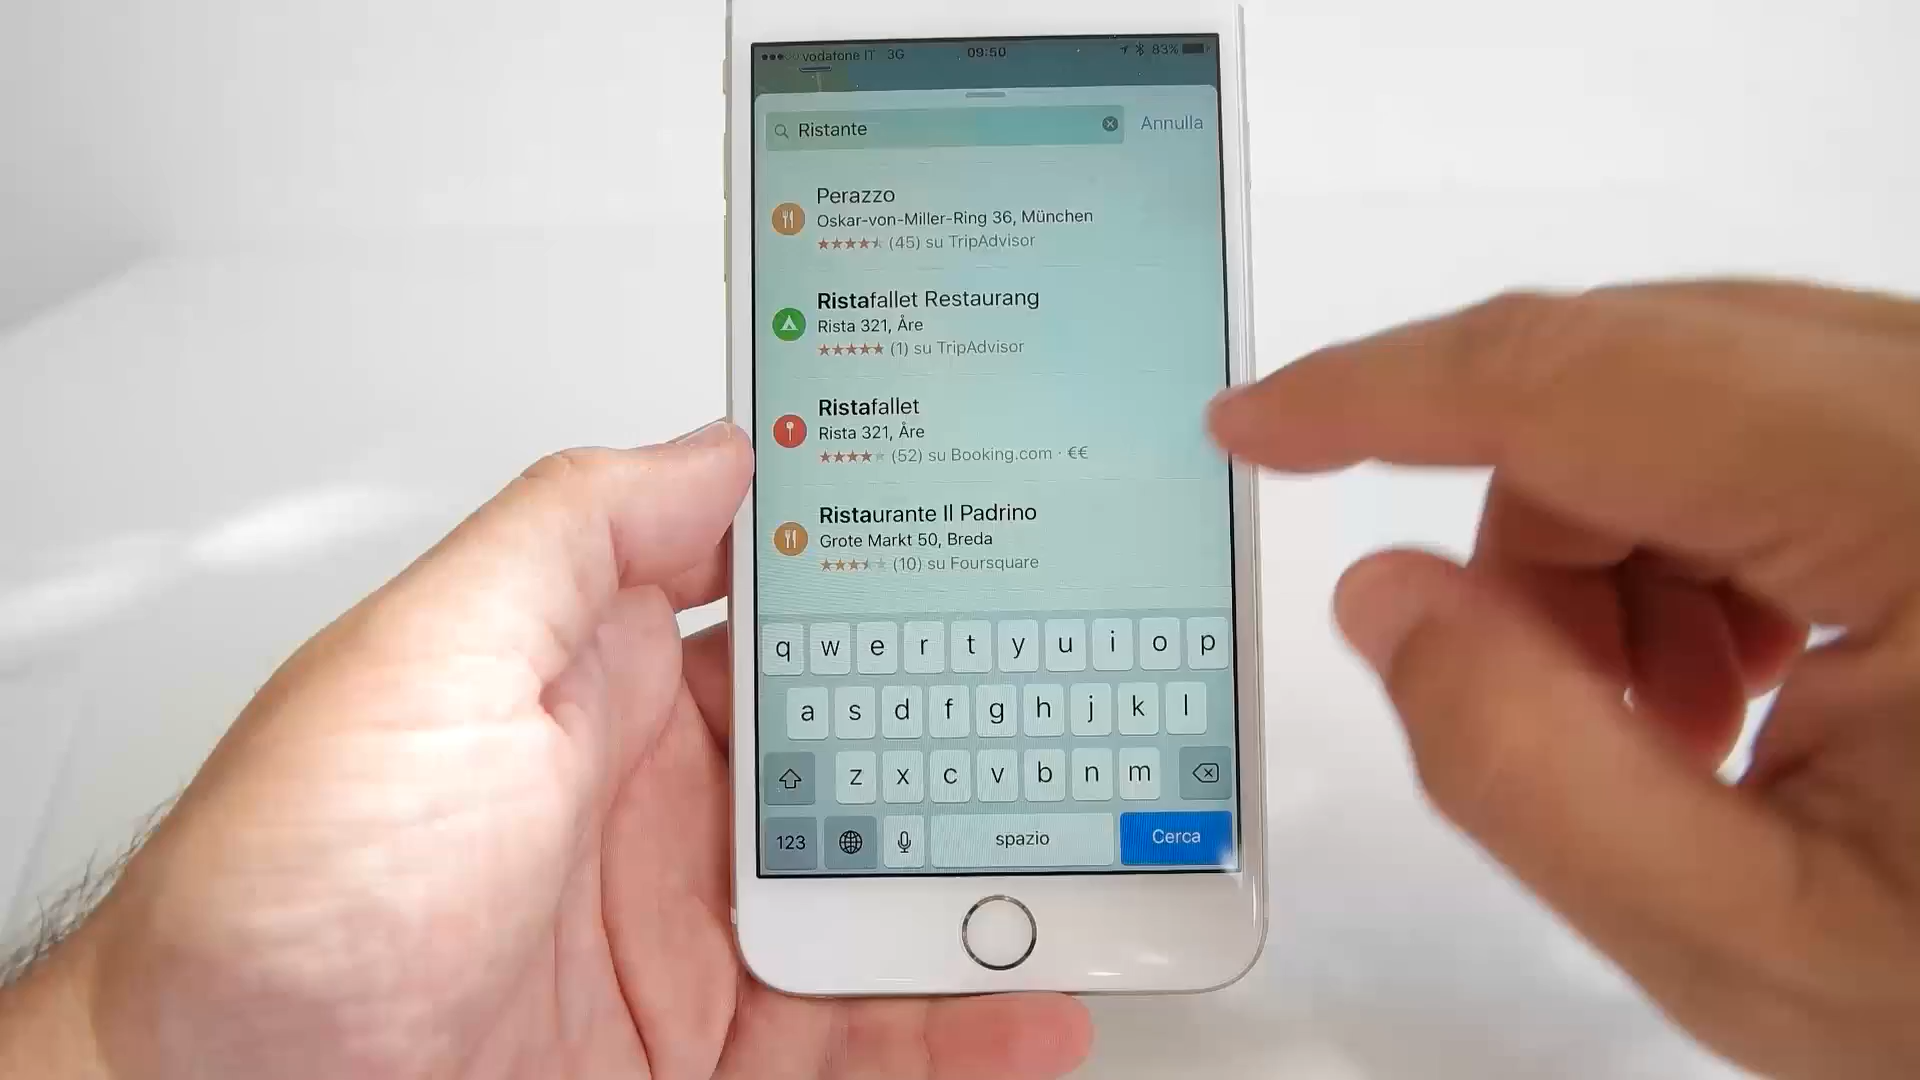 vodafone IT 3G 09:50 83%
Ristante Annulla
Perazzo
Oskar-von-Miller-Ring 36, München
(45) su TripAdvisor
Ristafallet Restaurang
Rista 321, Åre
(1) su TripAdvisor
Ristafallet
Rista 321, Åre
(52) su Booking.com · €€
Ristaurante Il Padrino
Grote Markt 50, Breda
(10) su Foursquare
q w e r t y u i o p
a s d f g h j k l
z x c v b n m
123 spazio Cerca